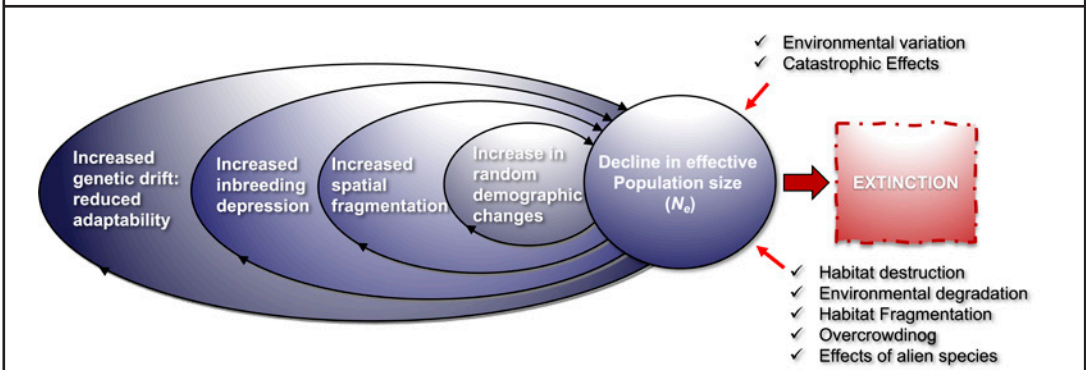 ✓ Environmental variation
✓ Catastrophic Effects
Increased
genetic drift:
reduced
adaptability
Increased
inbreeding
depression
Increased
spatial
fragmentation
Increase in
random
demographic
changes
Decline in effective
Population size
(Ne)
EXTINCTION
✓ Habitat destruction
✓ Environmental degradation
✓ Habitat Fragmentation
✓ Overcrowdinog
✓ Effects of alien species